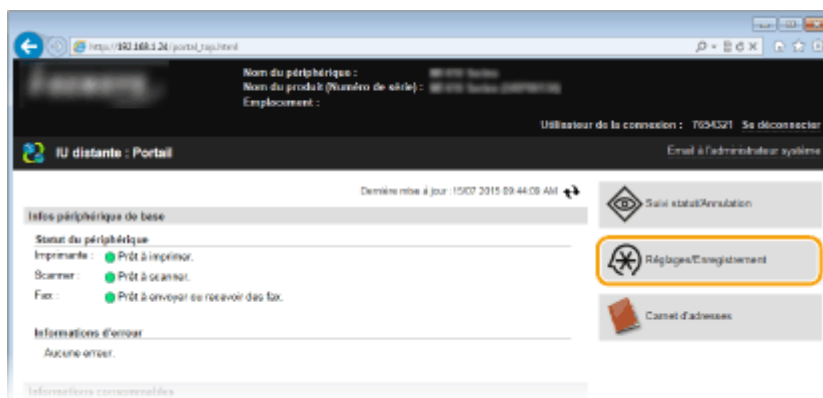 http://192.168.1.24/portal_top.html
Nom du périphérique :
Nom du produit (Numéro de série) :
Emplacement :
Utilisateur de la connexion : 7654321 Se déconnecter
IU distante : Portail
Email à l'administrateur système
Dernière mise à jour : 15/07 2015 09:44:09 AM
Infos périphérique de base
Statut du périphérique
Imprimante : Prêt à imprimer.
Scanner : Prêt à scanner.
Fax : Prêt à envoyer ou recevoir des fax.
Informations d'erreur
Aucune erreur.
Informations consommables
Suivi statut/Annulation
Réglages/Enregistrement
Carnet d'adresses